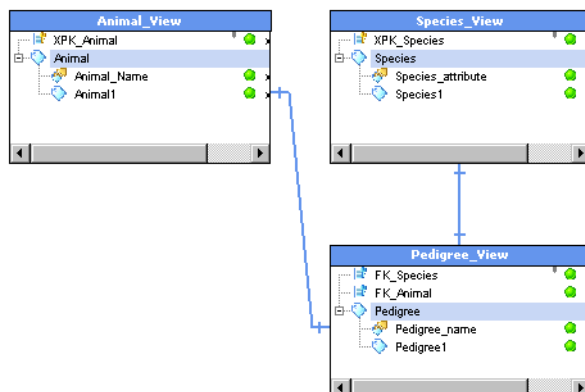 Animal_View
XPK_Animal
Animal
Animal_Name
Animal1
Species_View
XPK_Species
Species
Species_attribute
Species1
Pedigree_View
FK_Species
FK_Animal
Pedigree
Pedigree_name
Pedigree1